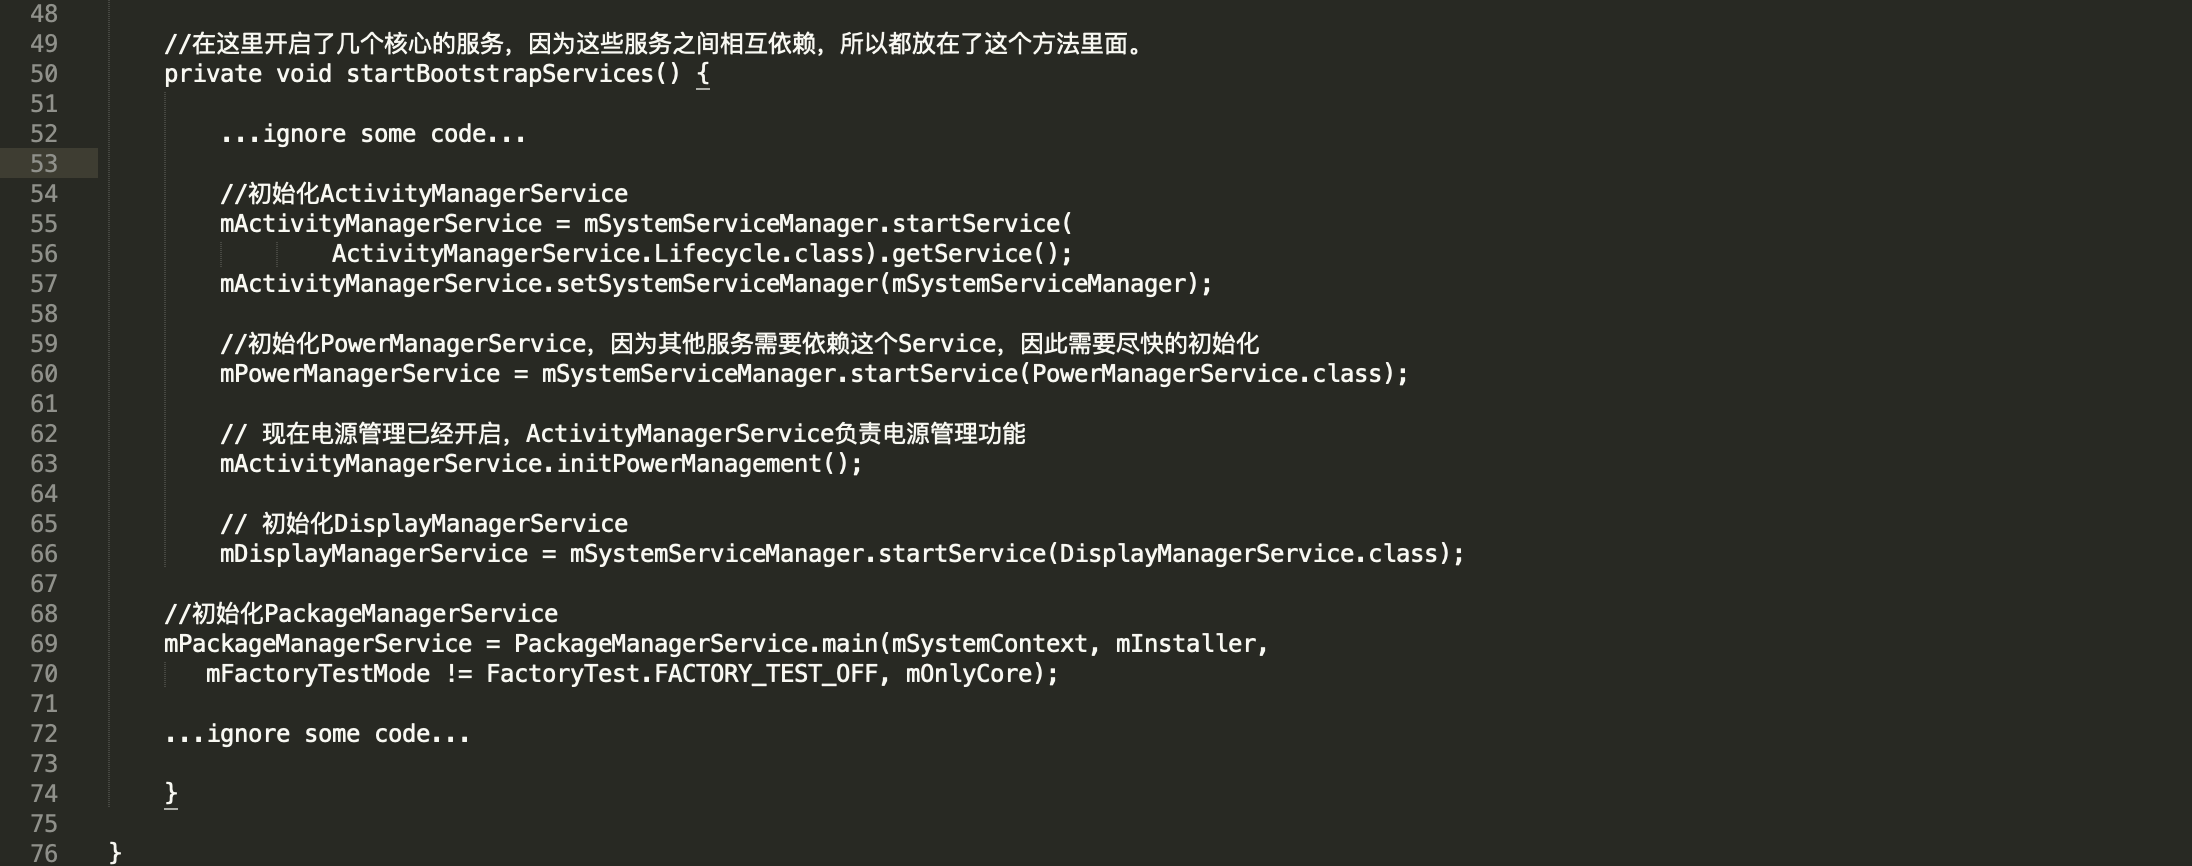 48
49 //在这里开启了几个核心的服务，因为这些服务之间相互依赖，所以都放在了这个方法里面。
50 private void startBootstrapServices() {
51
52 ...ignore some code...
53
54 //初始化ActivityManagerService
55 mActivityManagerService = mSystemServiceManager.startService(
56 ActivityManagerService.Lifecycle.class).getService();
57 mActivityManagerService.setSystemServiceManager(mSystemServiceManager);
58
59 //初始化PowerManagerService，因为其他服务需要依赖这个Service，因此需要尽快的初始化
60 mPowerManagerService = mSystemServiceManager.startService(PowerManagerService.class);
61
62 // 现在电源管理已经开启，ActivityManagerService负责电源管理功能
63 mActivityManagerService.initPowerManagement();
64
65 // 初始化DisplayManagerService
66 mDisplayManagerService = mSystemServiceManager.startService(DisplayManagerService.class);
67
68 //初始化PackageManagerService
69 mPackageManagerService = PackageManagerService.main(mSystemContext, mInstaller,
70 mFactoryTestMode != FactoryTest.FACTORY_TEST_OFF, mOnlyCore);
71
72 ...ignore some code...
73
74 }
75
76 }